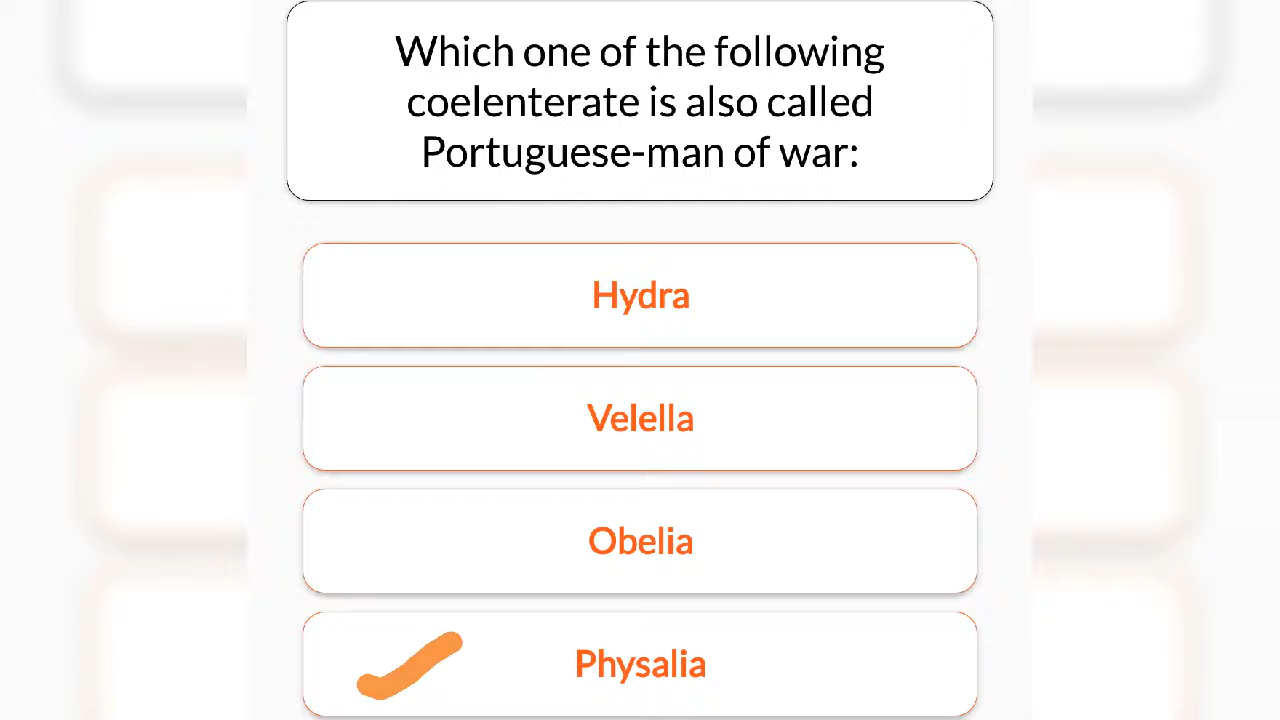 Which one of the following
coelenterate is also called
Portuguese-man of war:
Hydra
Velella
Obelia
Physalia